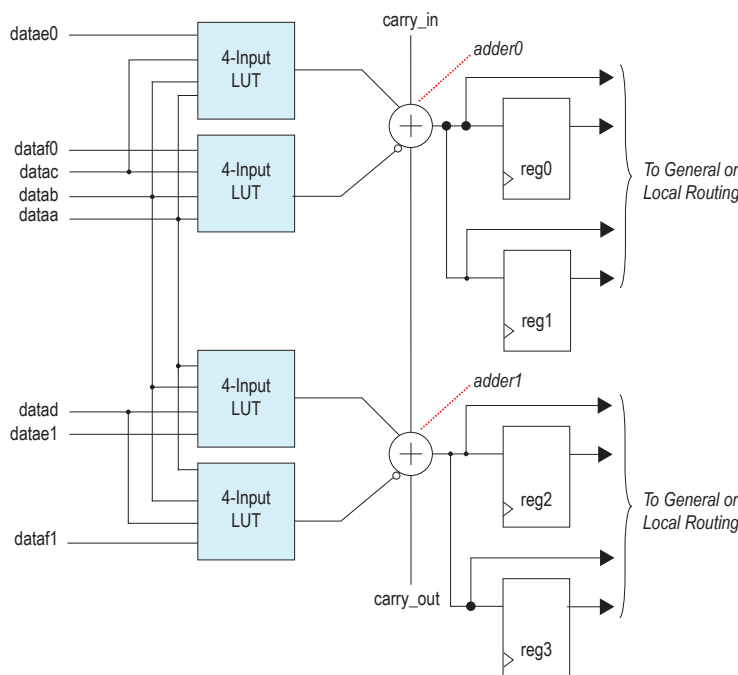 carry_in
datae0
4-Input
LUT
adder0
dataf0
datac
datab
dataa
4-Input
LUT
reg0
To General or
Local Routing
reg1
4-Input
LUT
adder1
datad
datae1
4-Input
LUT
reg2
To General or
Local Routing
dataf1
carry_out
reg3